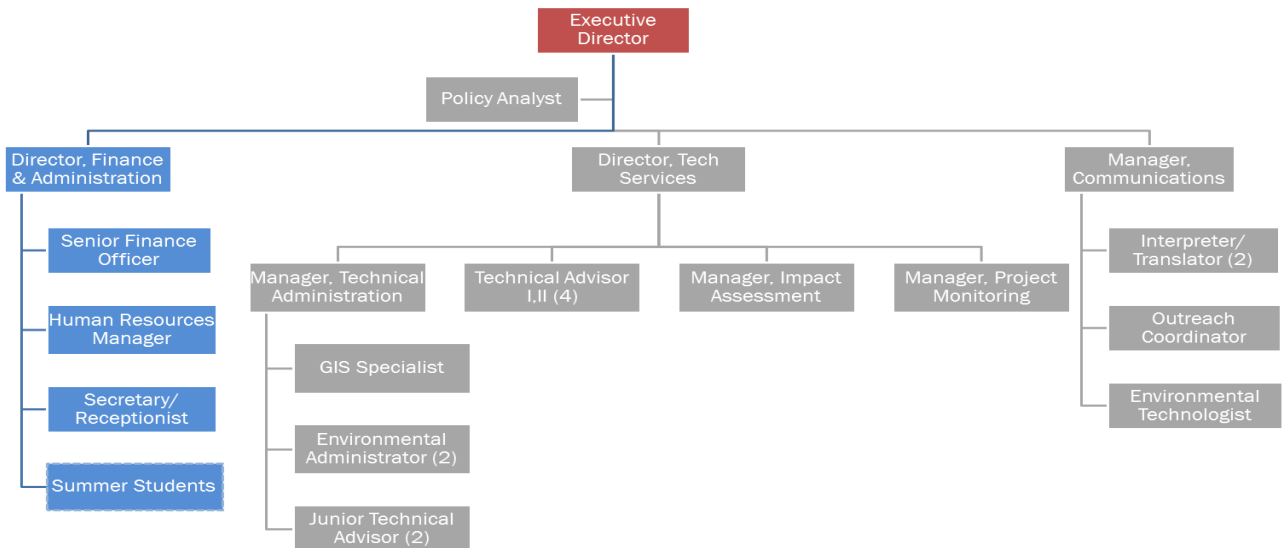 Executive
Director
Policy Analyst
Director, Finance
& Administration
Director, Tech
Services
Manager,
Communications
Senior Finance
Officer
Human Resources
Manager
Secretary/
Receptionist
Summer Students
Manager, Technical
Administration
Technical Advisor
I,II (4)
Manager, Impact
Assessment
Manager, Project
Monitoring
GIS Specialist
Environmental
Administrator (2)
Junior Technical
Advisor (2)
Interpreter/
Translator (2)
Outreach
Coordinator
Environmental
Technologist